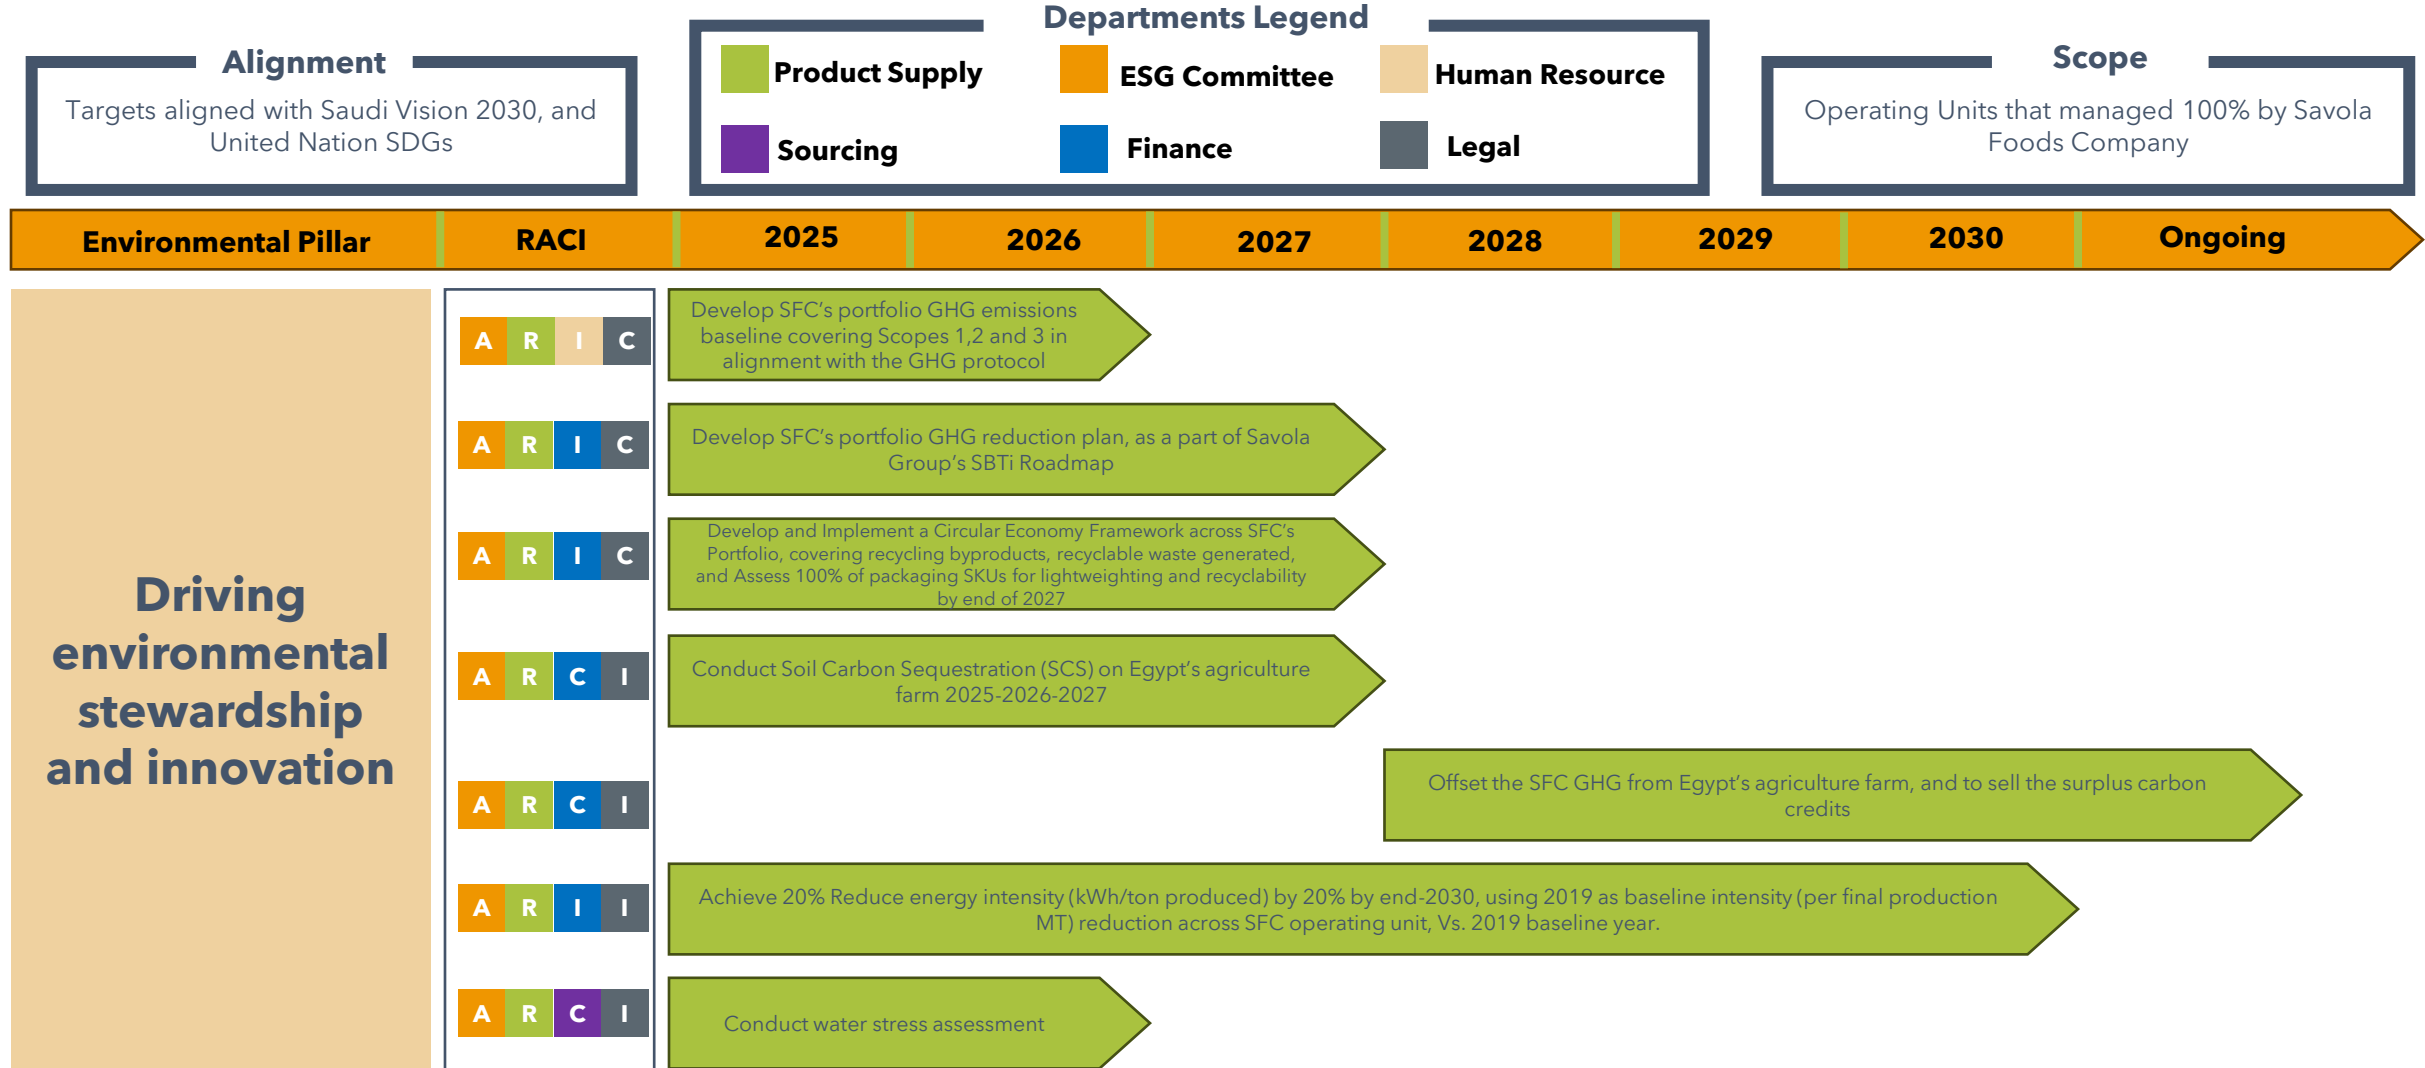 Departments Legend
Alignment
Targets aligned with Saudi Vision 2030, and
United Nation SDGs
Product Supply
ESG Committee
Human Resource
Sourcing
Finance
Legal
Scope
Operating Units that managed 100% by Savola
Foods Company
Environmental Pillar
RACI
2025
2026
2027
2028
2029
2030
Ongoing
Driving
environmental
stewardship
and innovation
A R I C
Develop SFC's portfolio GHG emissions
baseline covering Scopes 1,2 and 3 in
alignment with the GHG protocol
A R I C
Develop SFC's portfolio GHG reduction plan, as a part of Savola
Group's SBTi Roadmap
A R I C
Develop and Implement a Circular Economy Framework across SFC's
Portfolio, covering recycling byproducts, recyclable waste generated,
and Assess 100% of packaging SKUs for lightweighting and recyclability
by end of 2027
A R C I
Conduct Soil Carbon Sequestration (SCS) on Egypt's agriculture
farm 2025-2026-2027
A R C I
Offset the SFC GHG from Egypt's agriculture farm, and to sell the surplus carbon
credits
A R I I
Achieve 20% Reduce energy intensity (kWh/ton produced) by 20% by end-2030, using 2019 as baseline intensity (per final production
MT) reduction across SFC operating unit, Vs. 2019 baseline year.
A R C I
Conduct water stress assessment